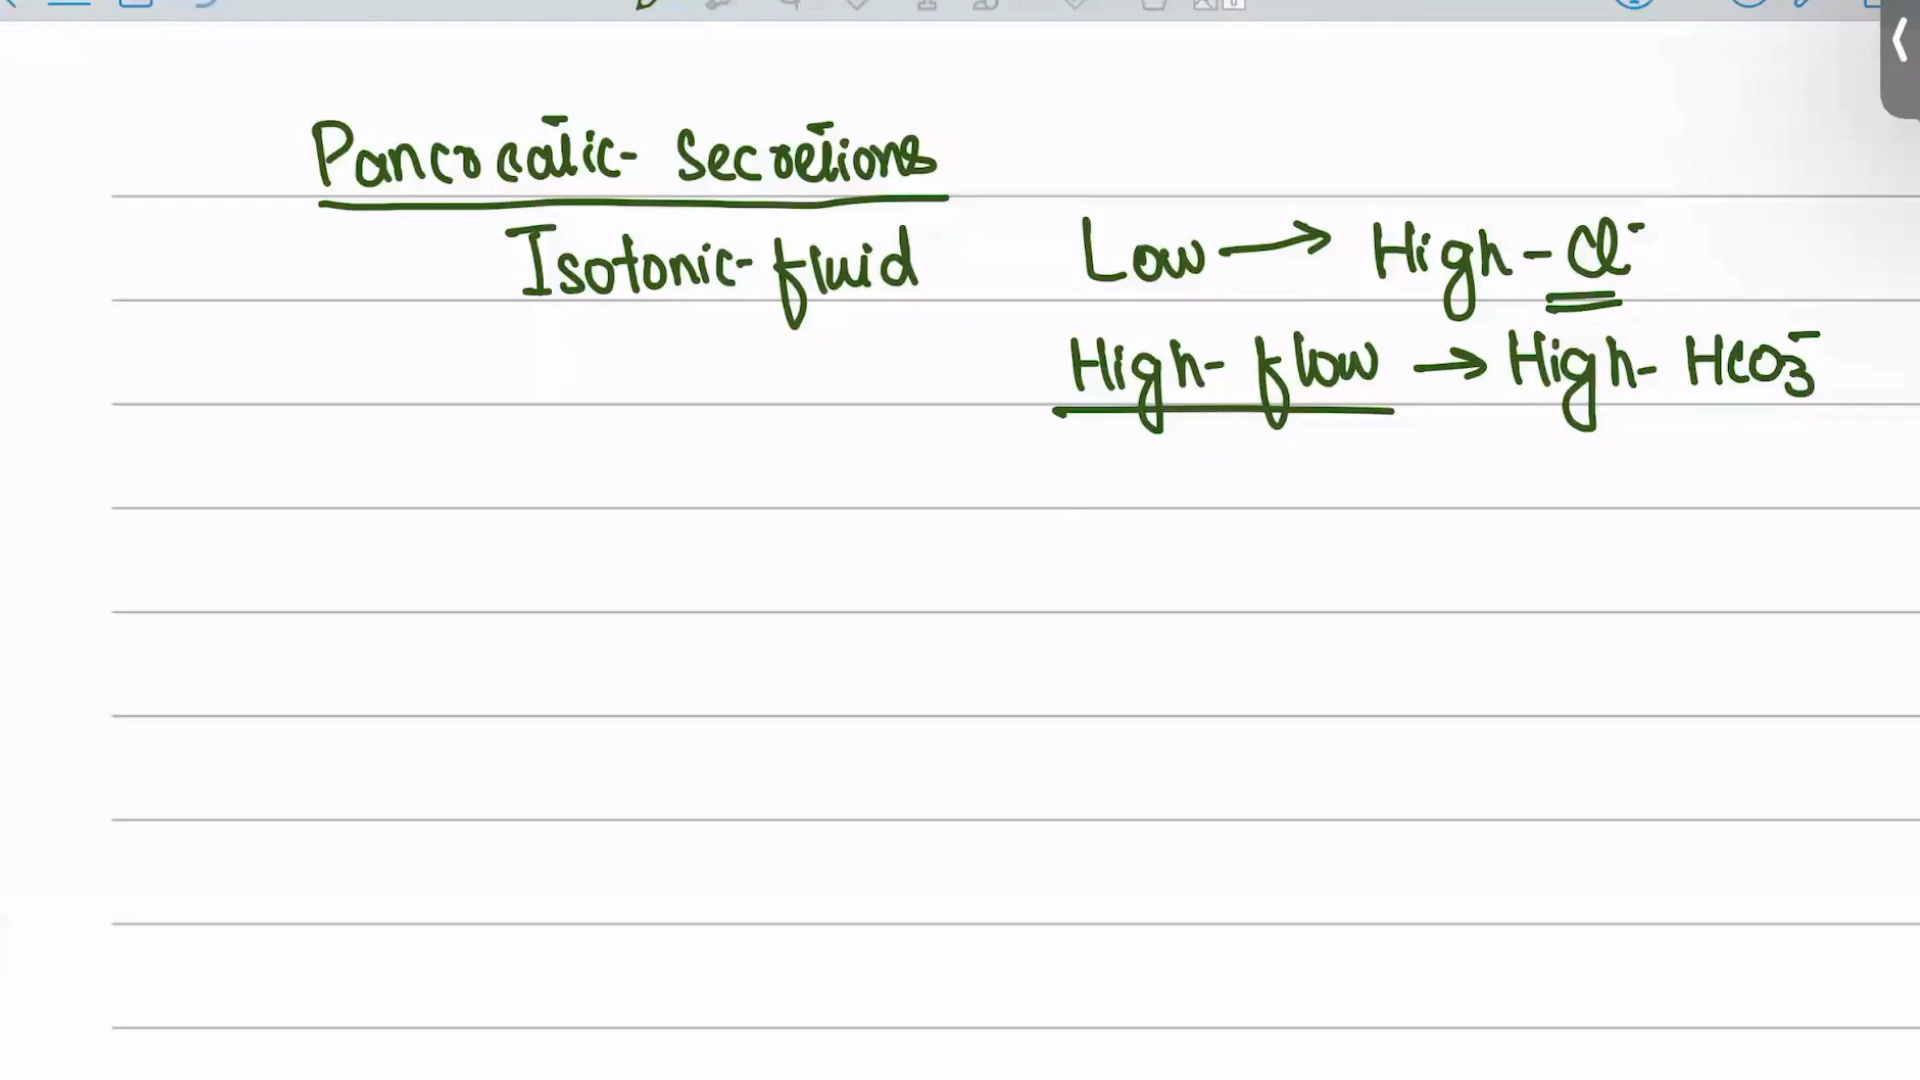 Pancreatic- Secretions
Isotonic- fluid
Low → High - Cl⁻
High- flow → High- HCO₃⁻